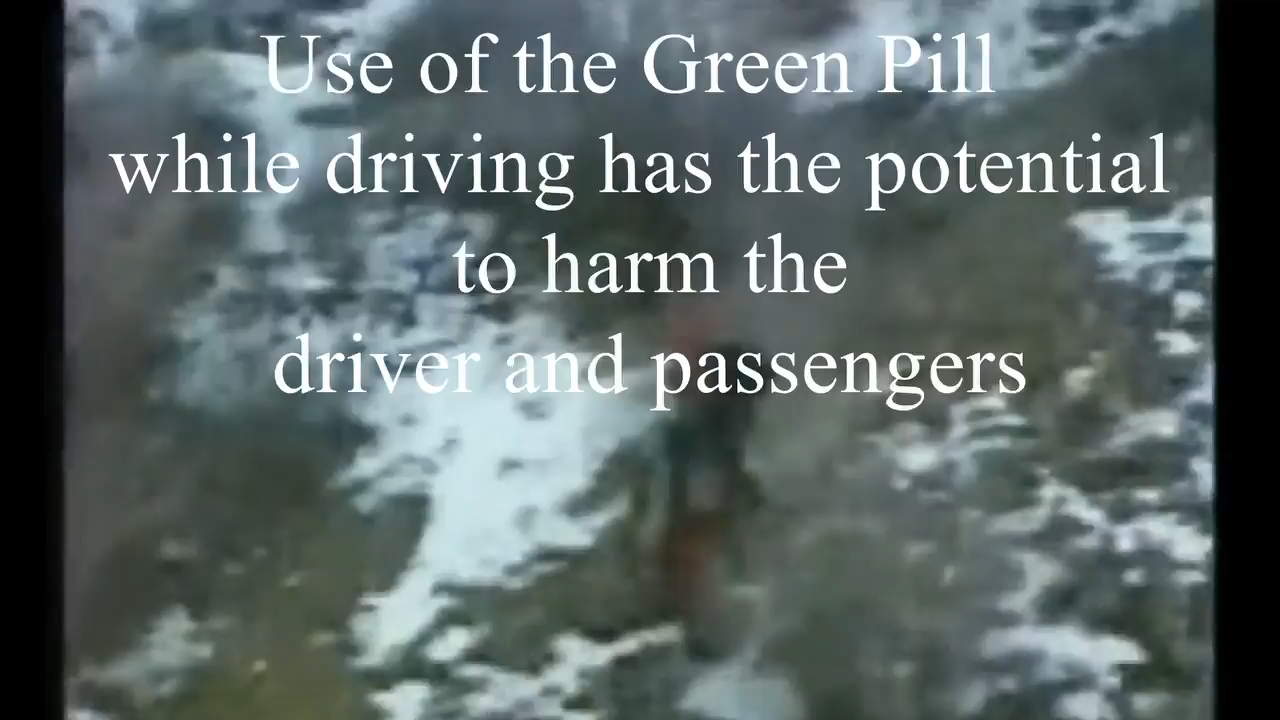 Use of the Green Pill
while driving has the potential
to harm the
driver and passengers